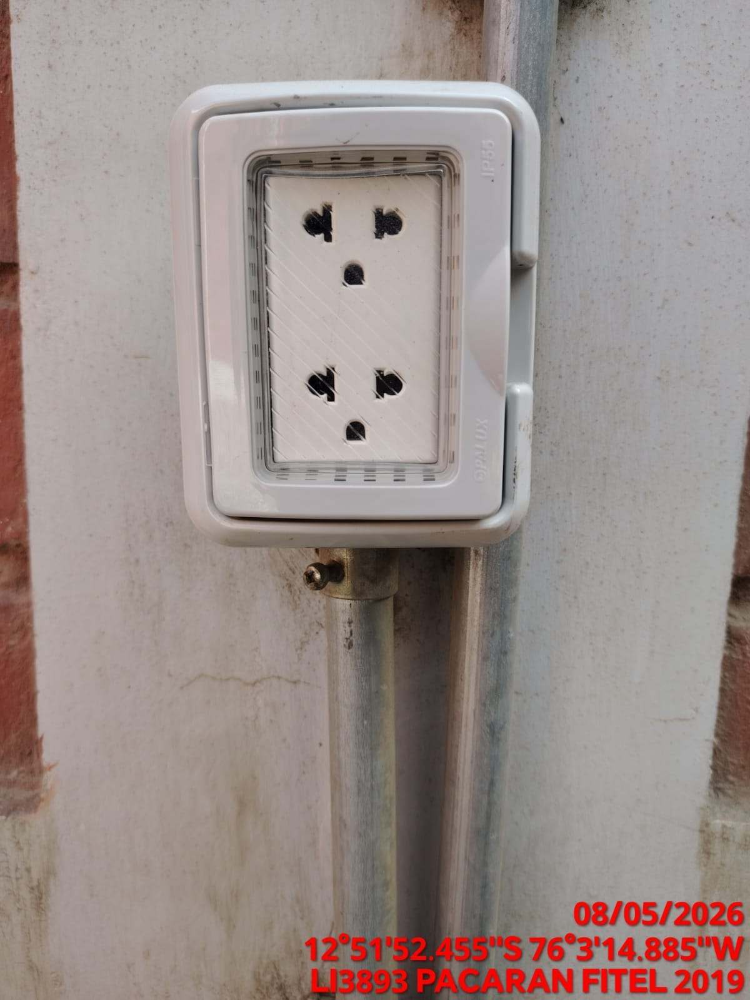 IP55
OPALUX
08/05/2026
12°51'52.455"S 76°3'14.885"W
LI3893 PACARAN FITEL 2019